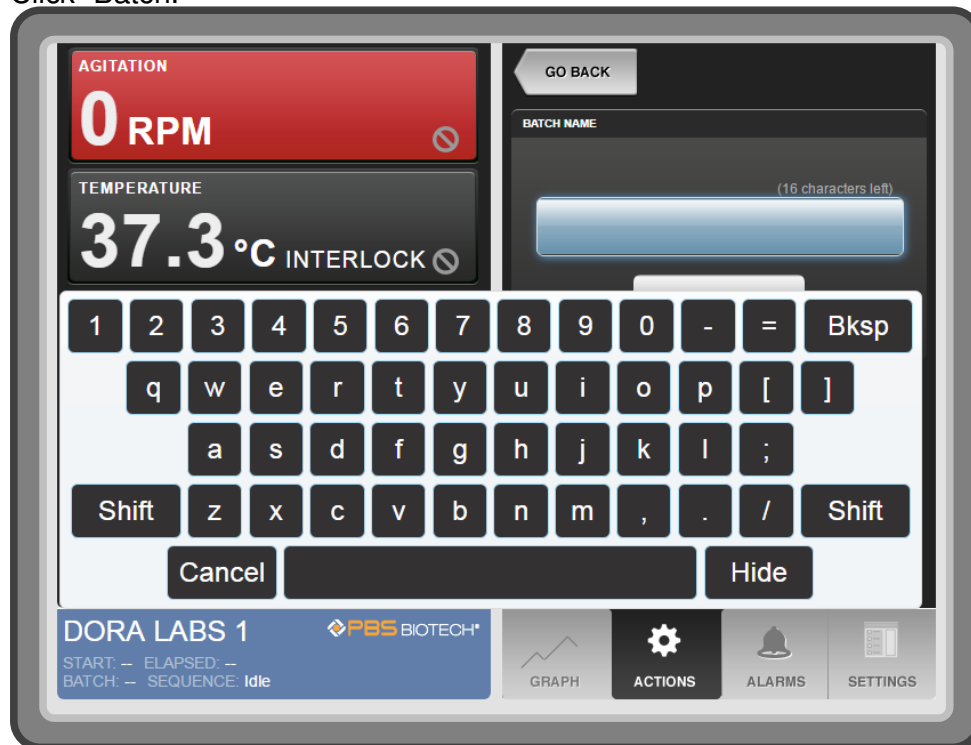 Click "Batch."
AGITATION
0 RPM
TEMPERATURE
37.3 °C INTERLOCK
GO BACK
BATCH NAME
(16 characters left)
1 2 3 4 5 6 7 8 9 0 - = Bksp
q w e r t y u i o p [ ]
a s d f g h j k l ;
Shift z x c v b n m , . / Shift
Cancel Hide
DORA LABS 1
PBS BIOTECH
START: -- ELAPSED: --
BATCH: -- SEQUENCE: Idle
GRAPH ACTIONS ALARMS SETTINGS